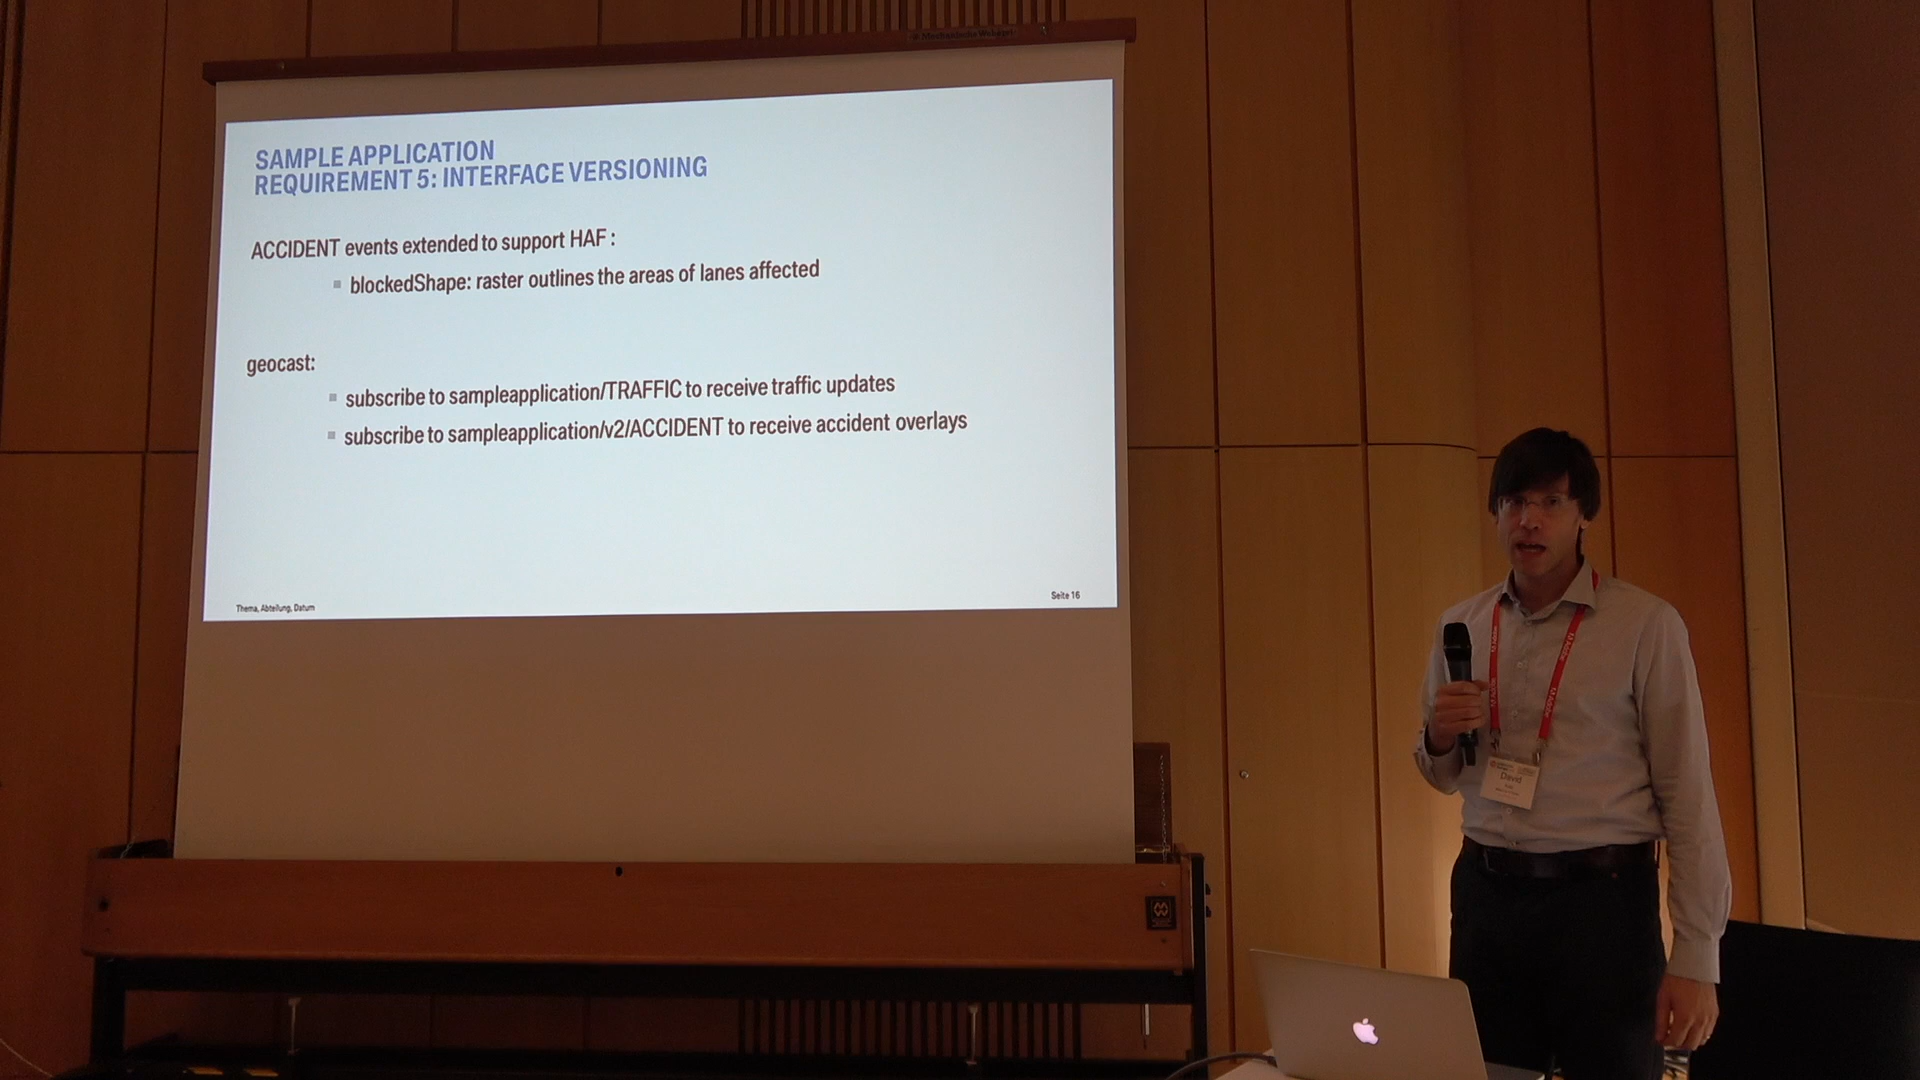 SAMPLE APPLICATION
REQUIREMENT 5: INTERFACE VERSIONING
ACCIDENT events extended to support HAF :
blockedShape: raster outlines the areas of lanes affected
geocast:
subscribe to sampleapplication/TRAFFIC to receive traffic updates
subscribe to sampleapplication/v2/ACCIDENT to receive accident overlays
Thema, Abteilung, Datum
Seite 16
David